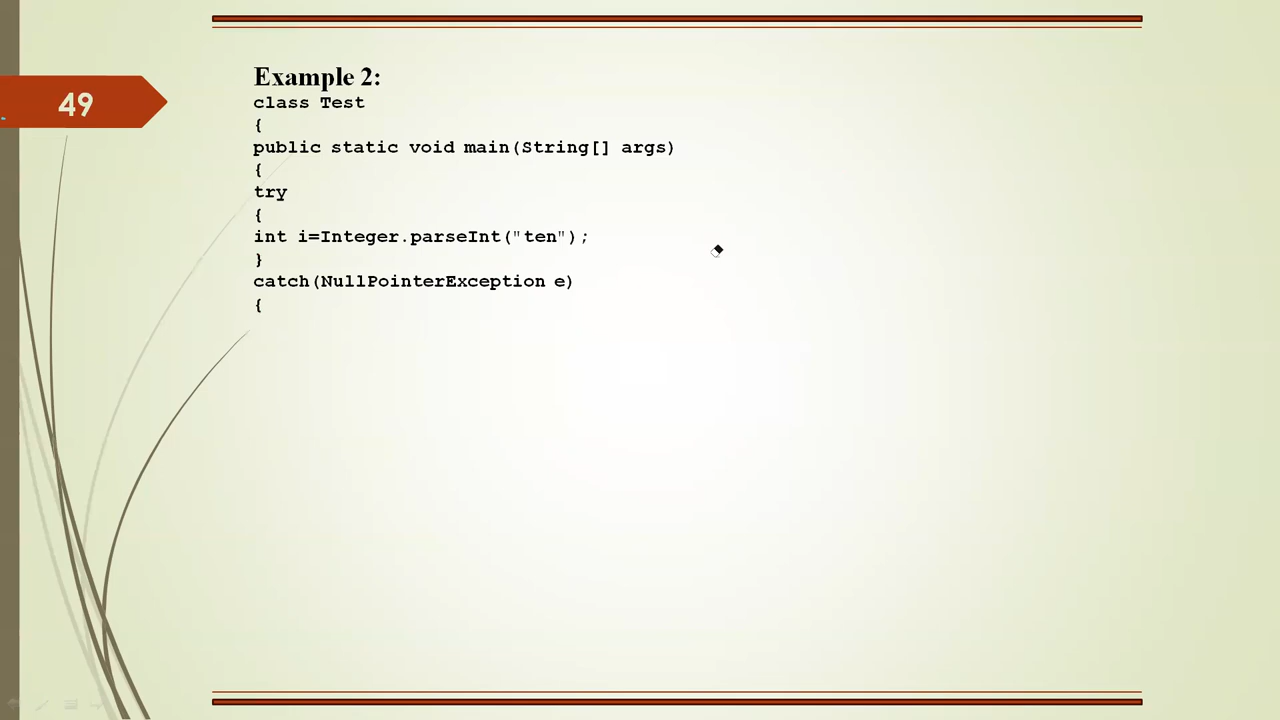 49
Example 2:
class Test
{
public static void main(String[] args)
{
try
{
int i=Integer.parseInt("ten");
}
catch(NullPointerException e)
{